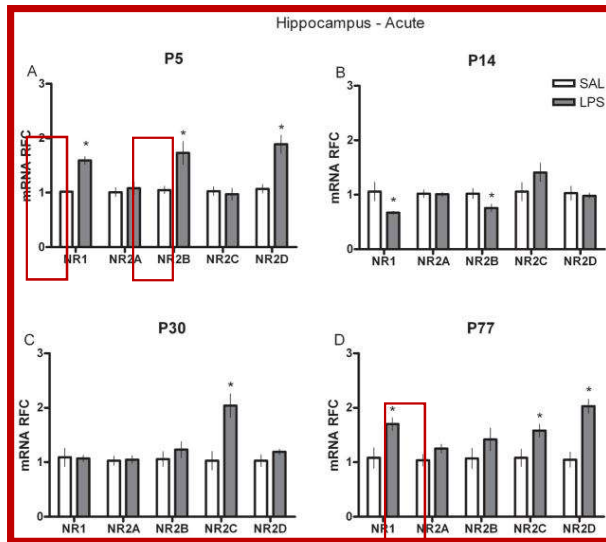 Hippocampus - Acute
A
P5
mRNA RFC
3
2
1
0
*
*
*
NR1 NR2A NR2B NR2C NR2D
B
P14
SAL
LPS
3
2
1
0
*
*
NR1 NR2A NR2B NR2C NR2D
C
P30
mRNA RFC
3
2
1
0
*
NR1 NR2A NR2B NR2C NR2D
D
P77
mRNA RFC
3
2
1
0
*
*
*
NR1 NR2A NR2B NR2C NR2D